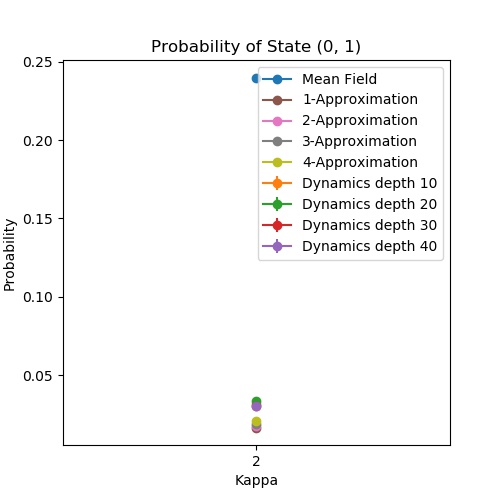 Probability of State (0, 1)
0.25
0.20
0.15
0.10
0.05
Probability
Mean Field
1-Approximation
2-Approximation
3-Approximation
4-Approximation
Dynamics depth 10
Dynamics depth 20
Dynamics depth 30
Dynamics depth 40
2
Kappa